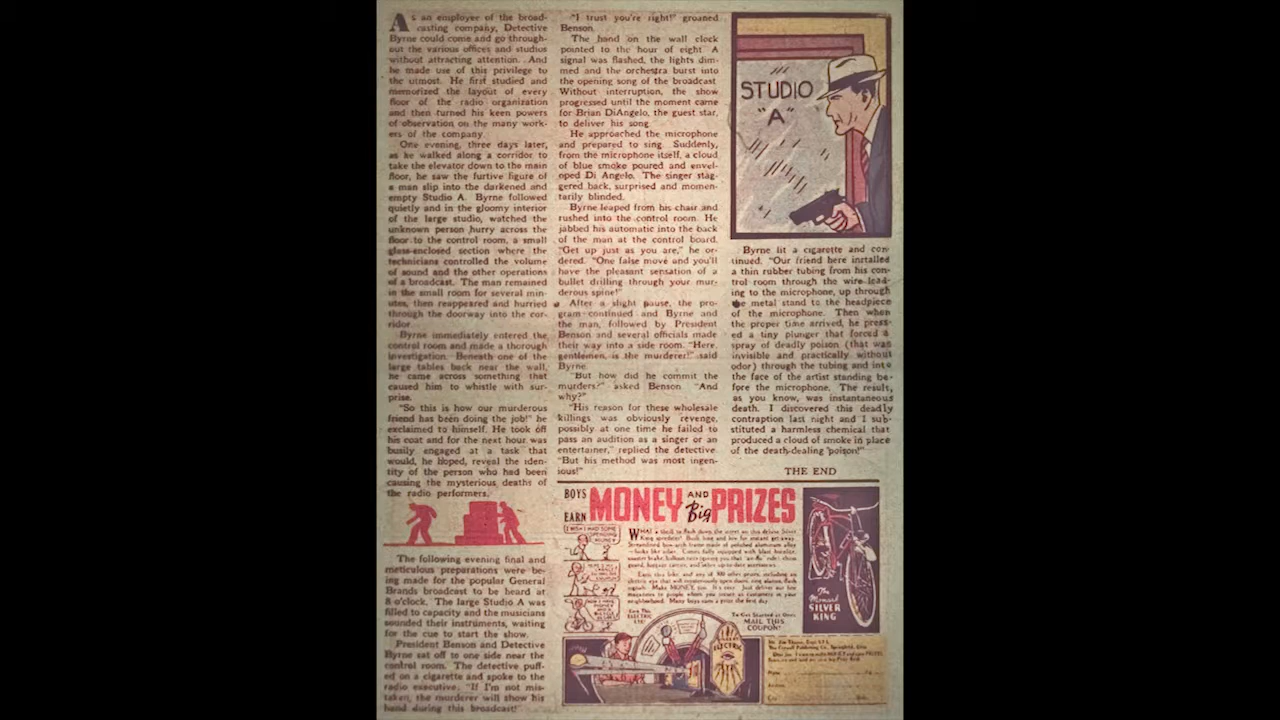 As an employee of the broad-
casting company, Detective
Byrne could come and go through-
out the various offices and studios
without attracting attention. And
he made use of this privilege to
the utmost. He first studied and
memorized the layout of every
floor of the radio organization
and then turned his keen powers
of observation on the many work-
ers of the company.
One evening, three days later,
as he walked along a corridor to
take the elevator down to the main
floor, he saw the furtive figure of
a man slip into the darkened and
empty Studio A. Byrne followed
quietly and in the gloomy interior
of the large studio, watched the
unknown person hurry across the
floor to the control room, a small
glass-enclosed section where the
technicians controlled the volume
of sound and the other operations
of a broadcast. The man remained
in the small room for several min-
utes, then reappeared and hurried
through the doorway into the cor-
ridor.
Byrne immediately entered the
control room and made a thorough
investigation. Beneath one of the
large tables back near the wall,
he came across something that
caused him to whistle with sur-
prise.
"So this is how our murderous
friend has been doing the job!" he
exclaimed to himself. He took off
his coat and for the next hour was
busily engaged at a task that
would, he hoped, reveal the iden-
tity of the person who had been
causing the mysterious deaths of
the radio performers.
The following evening final and
meticulous preparations were be-
ing made for the popular General
Brands broadcast to be heard at
8 o'clock. The large Studio A was
filled to capacity and the musicians
sounded their instruments, waiting
for the cue to start the show.
President Benson and Detective
Byrne sat off to one side near the
control room. The detective puff-
ed on a cigarette and spoke to the
radio executive. "If I'm not mis-
taken, the murderer will show his
hand during this broadcast!"
"I trust you're right!" groaned
Benson.
The hand on the wall clock
pointed to the hour of eight. A
signal was flashed, the lights dim-
med and the orchestra burst into
the opening song of the broadcast
Without interruption, the show
progressed until the moment came
for Brian DiAngelo, the guest star,
to deliver his song.
He approached the microphone
and prepared to sing. Suddenly,
from the microphone itself, a cloud
of blue smoke poured and envel-
oped Di Angelo. The singer stag-
gered back, surprised and momen-
tarily blinded.
Byrne leaped from his chair and
rushed into the control room. He
jabbed his automatic into the back
of the man at the control board.
"Get up just as you are," he or-
dered. "One false move and you'll
have the pleasant sensation of a
bullet drilling through your mur-
derous spine!"
After a slight pause, the pro-
gram continued and Byrne and
the man, followed by President
Benson and several officials made
their way into a side room. "Here,
gentlemen, is the murderer!" said
Byrne.
"But how did he commit the
murders?" asked Benson. "And
why?"
"His reason for these wholesale
killings was obviously revenge,
possibly at one time he failed to
pass an audition as a singer or an
entertainer," replied the detective.
"But his method was most ingen-
ious!"
STUDIO
"A"
Byrne lit a cigarette and con-
tinued. "Our friend here installed
a thin rubber tubing from his con-
trol room through the wire lead-
ing to the microphone, up through
the metal stand to the headpiece
of the microphone. Then when
the proper time arrived, he press-
ed a tiny plunger that forced a
spray of deadly poison (that was
invisible and practically without
odor) through the tubing and into
the face of the artist standing be-
fore the microphone. The result,
as you know, was instantaneous
death. I discovered this deadly
contraption last night and I sub-
stituted a harmless chemical that
produced a cloud of smoke in place
of the death-dealing poison!"
THE END
BOYS EARN MONEY AND Big PRIZES
To Get Started at Once
MAIL THIS
COUPON!
The
SILVER
KING
ELECTRIC